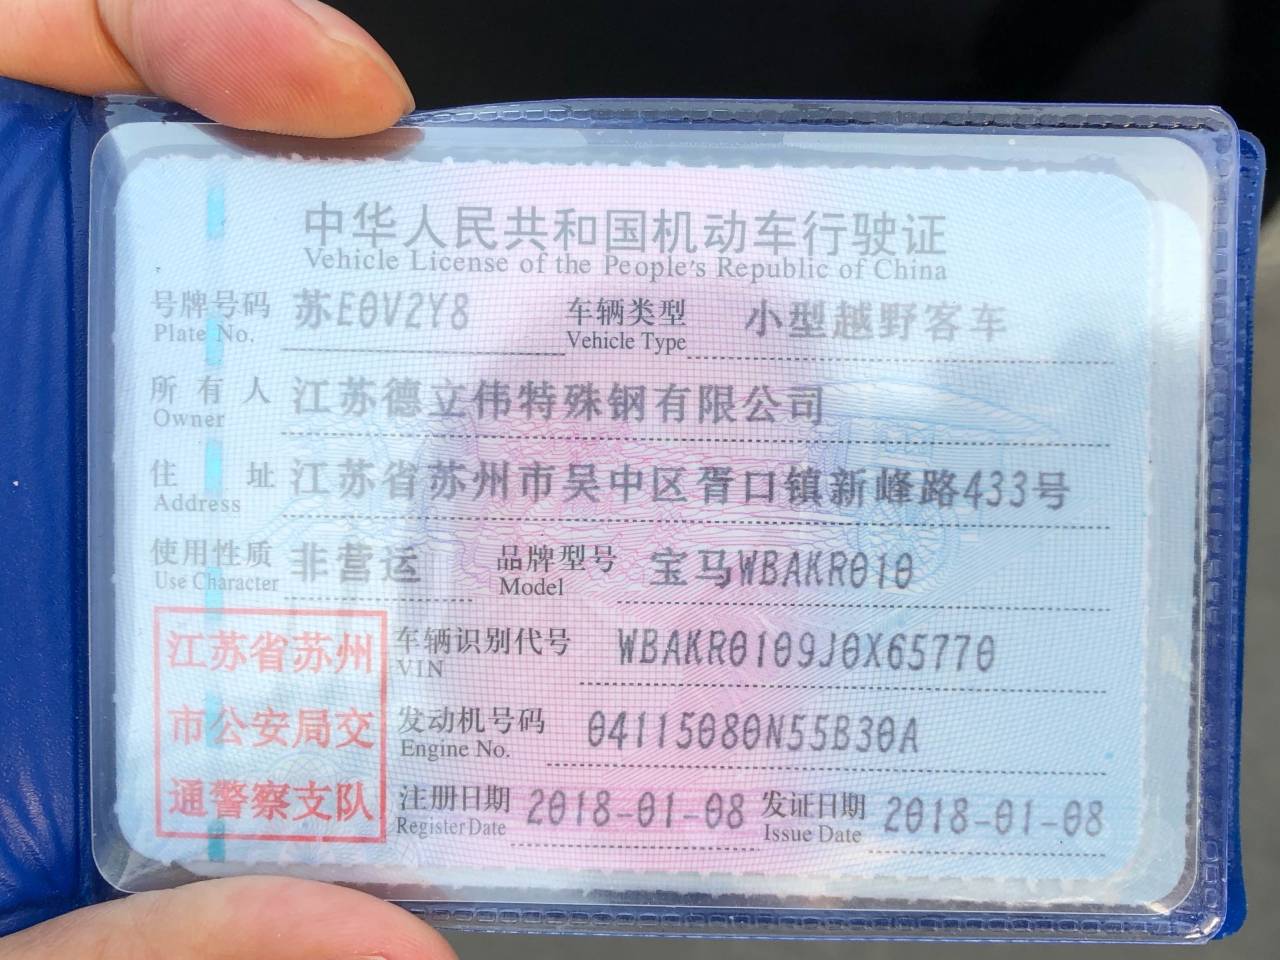 中华人民共和国机动车行驶证
Vehicle License of the People's Republic of China
号牌号码 苏E0V2Y8 车辆类型 小型越野客车
Plate No. Vehicle Type
所有人 江苏德立伟特殊钢有限公司
Owner
住址 江苏省苏州市吴中区胥口镇新峰路433号
Address
使用性质 非营运 品牌型号 宝马WBAKR010
Use Character Model
江苏省苏州
市公安局交
通警察支队
车辆识别代号 WBAKR0109J0X65770
VIN
发动机号码 04115080N55B30A
Engine No.
注册日期 2018-01-08 发证日期 2018-01-08
Register Date Issue Date